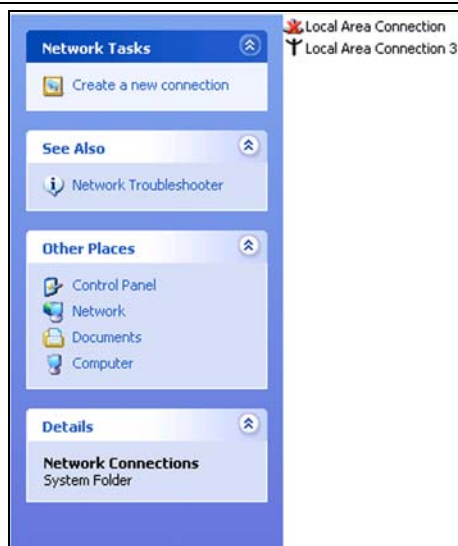 Network Tasks
Create a new connection
See Also
Network Troubleshooter
Other Places
Control Panel
Network
Documents
Computer
Details
Network Connections
System Folder
Local Area Connection
Local Area Connection 3